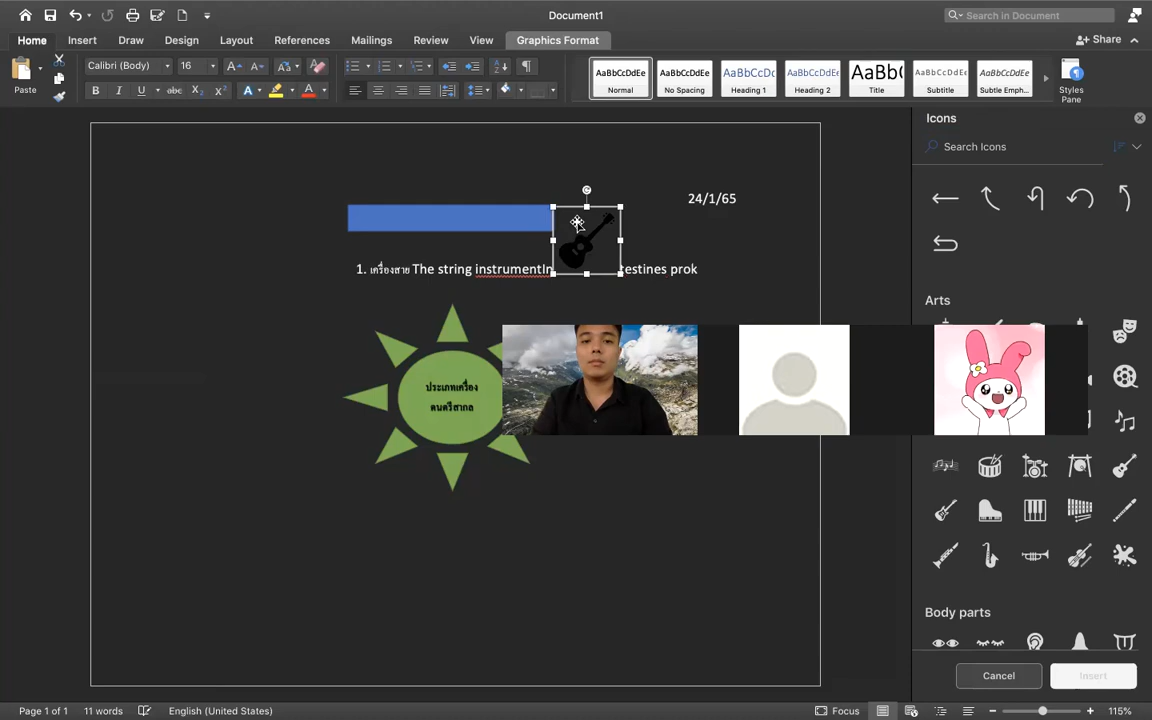 Document1
Search in Document
Home
Insert
Draw
Design
Layout
References
Mailings
Review
View
Graphics Format
Share
Paste
Calibri (Body)
16
AaBbCcDdEe
Normal
AaBbCcDdEe
No Spacing
AaBbCcDc
Heading 1
AaBbCcDdEe
Heading 2
AaBb(
Title
AaBbCcDdEe
Subtitle
AaBbCcDdEe
Subtle Emph...
Styles
Pane
24/1/65
1. เครื่องสาย The string instrumentIn testines prok
ประเภทเครื่อง
ดนตรีสากล
Icons
Search Icons
Arts
Body parts
Cancel
Insert
Page 1 of 1
11 words
English (United States)
Focus
115%